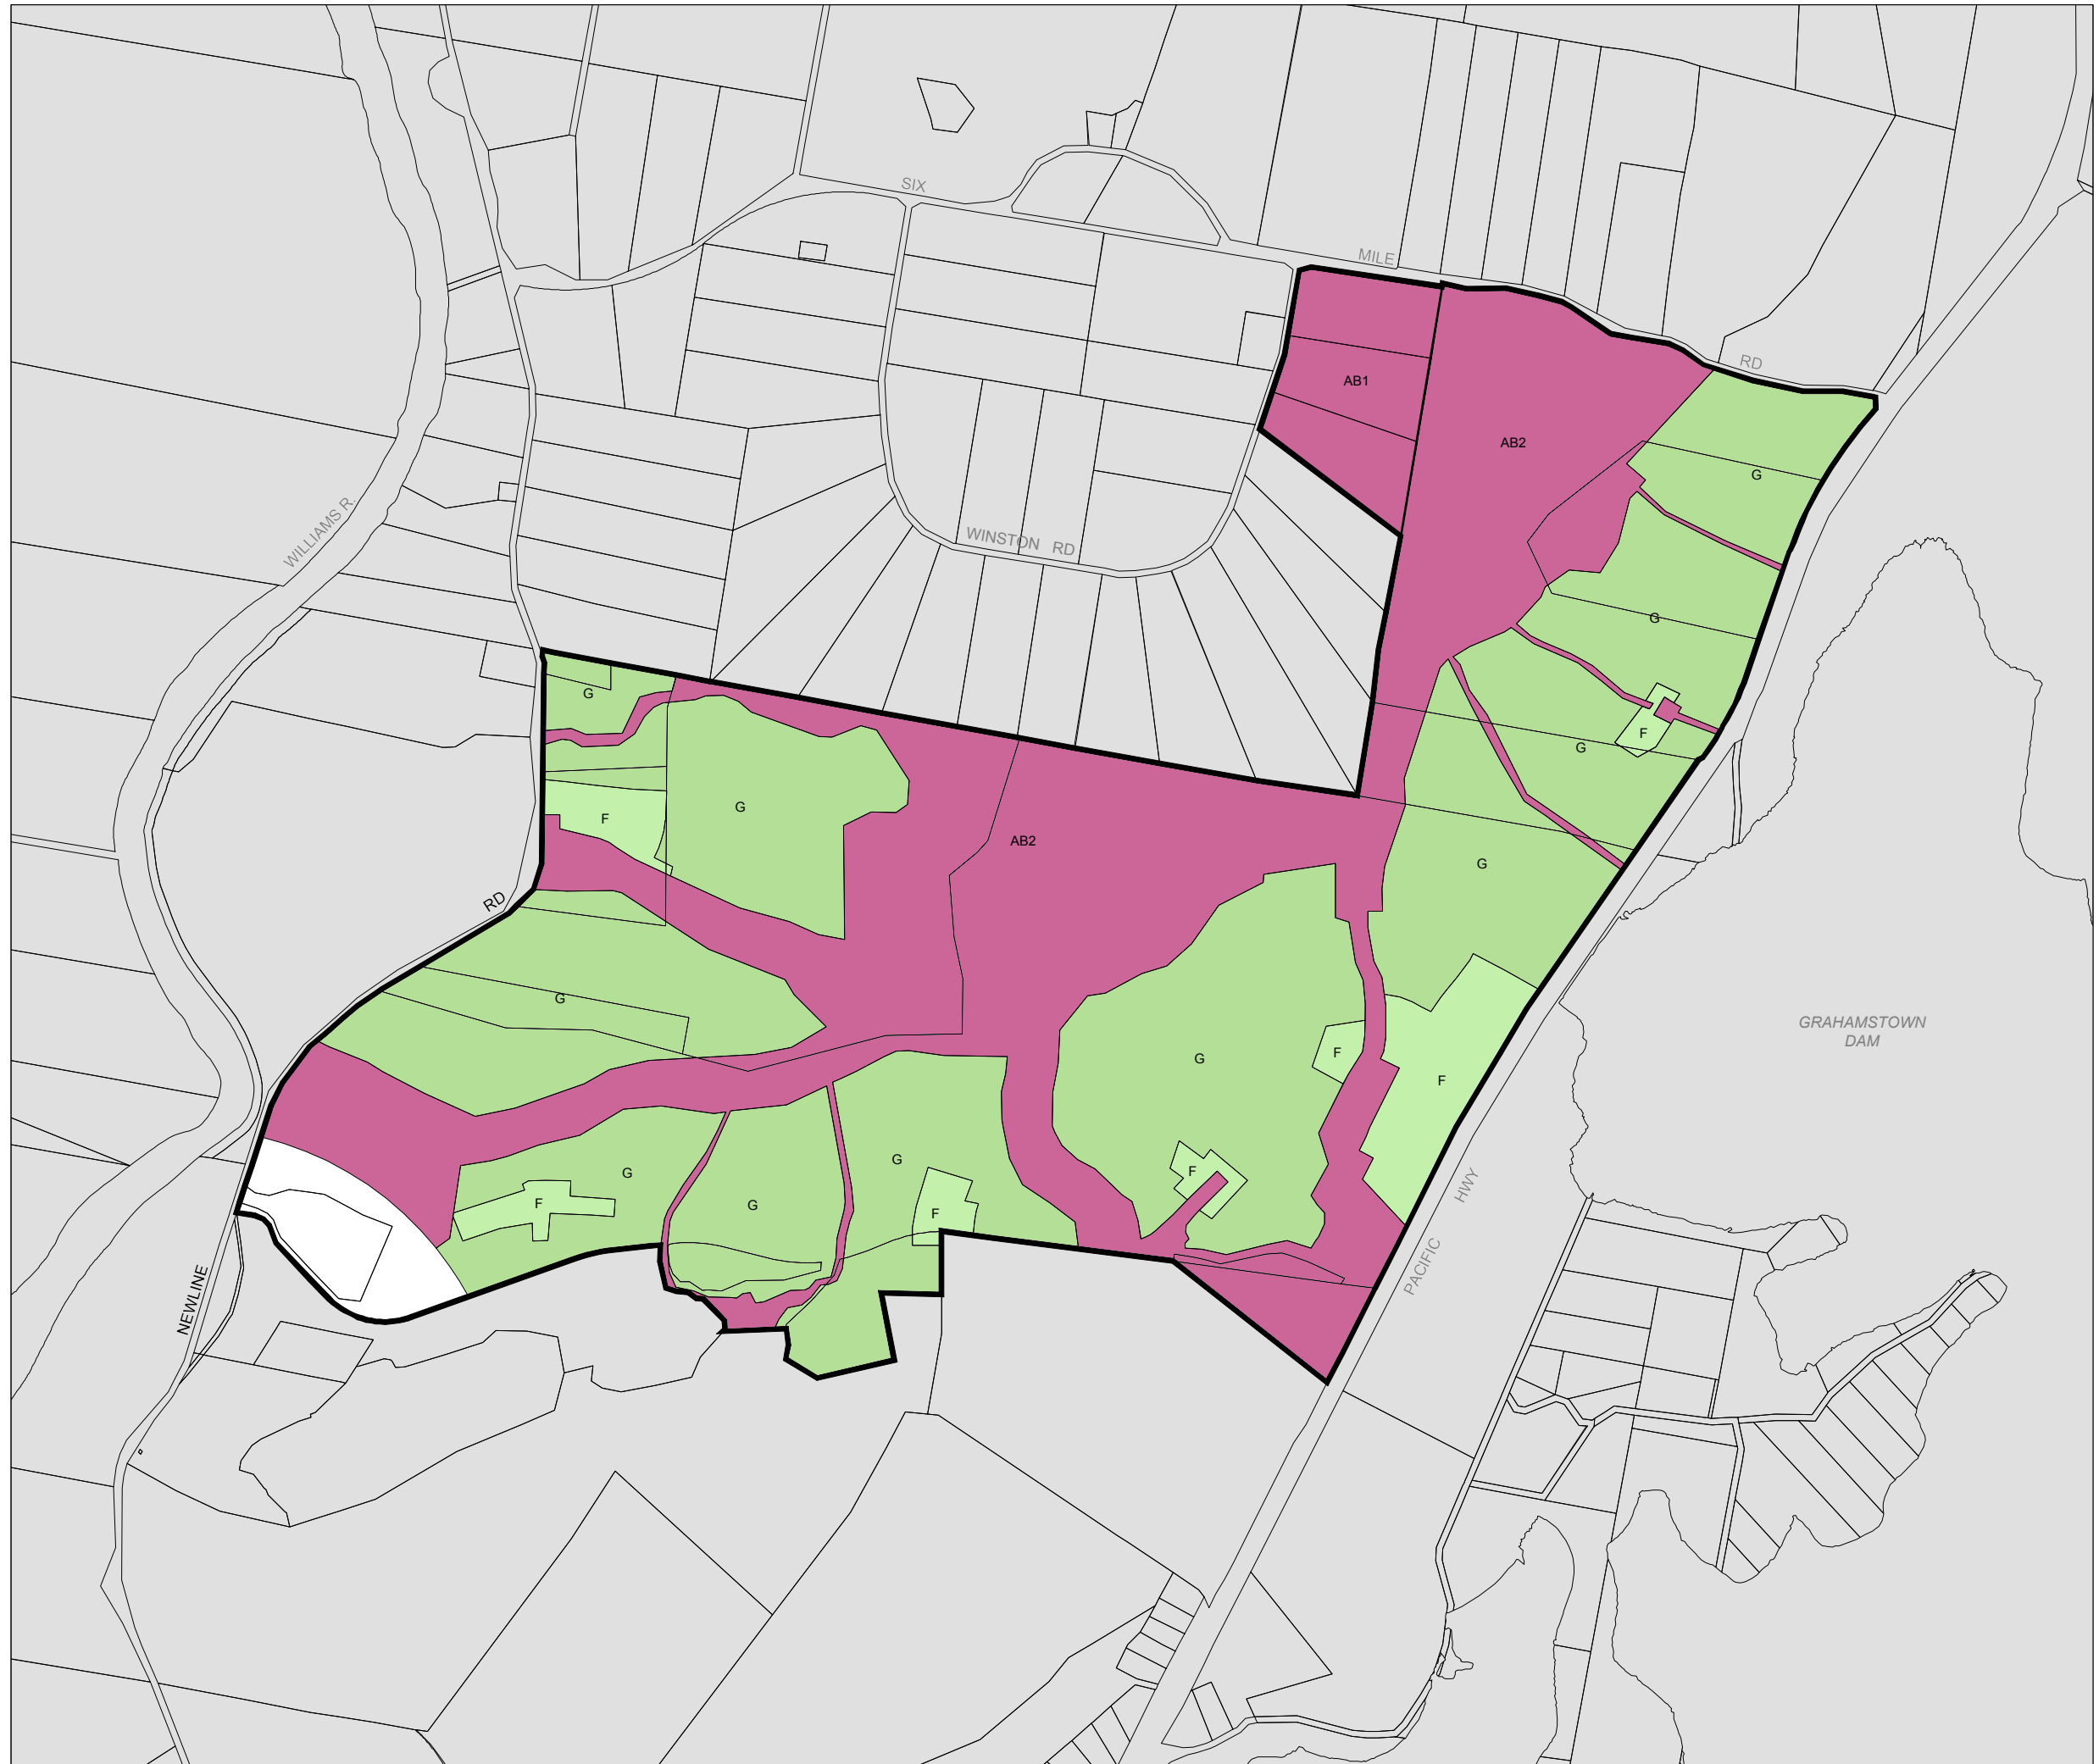 SIX
MILE
RD
AB1
AB2
G
WILLIAMS R.
WINSTON RD
G
G
F
G
G
G
F
AB2
G
RD
G
GRAHAMSTOWN
DAM
F
G
F
G
G
F
F
G
F
HWY
PACIFIC
NEWLINE